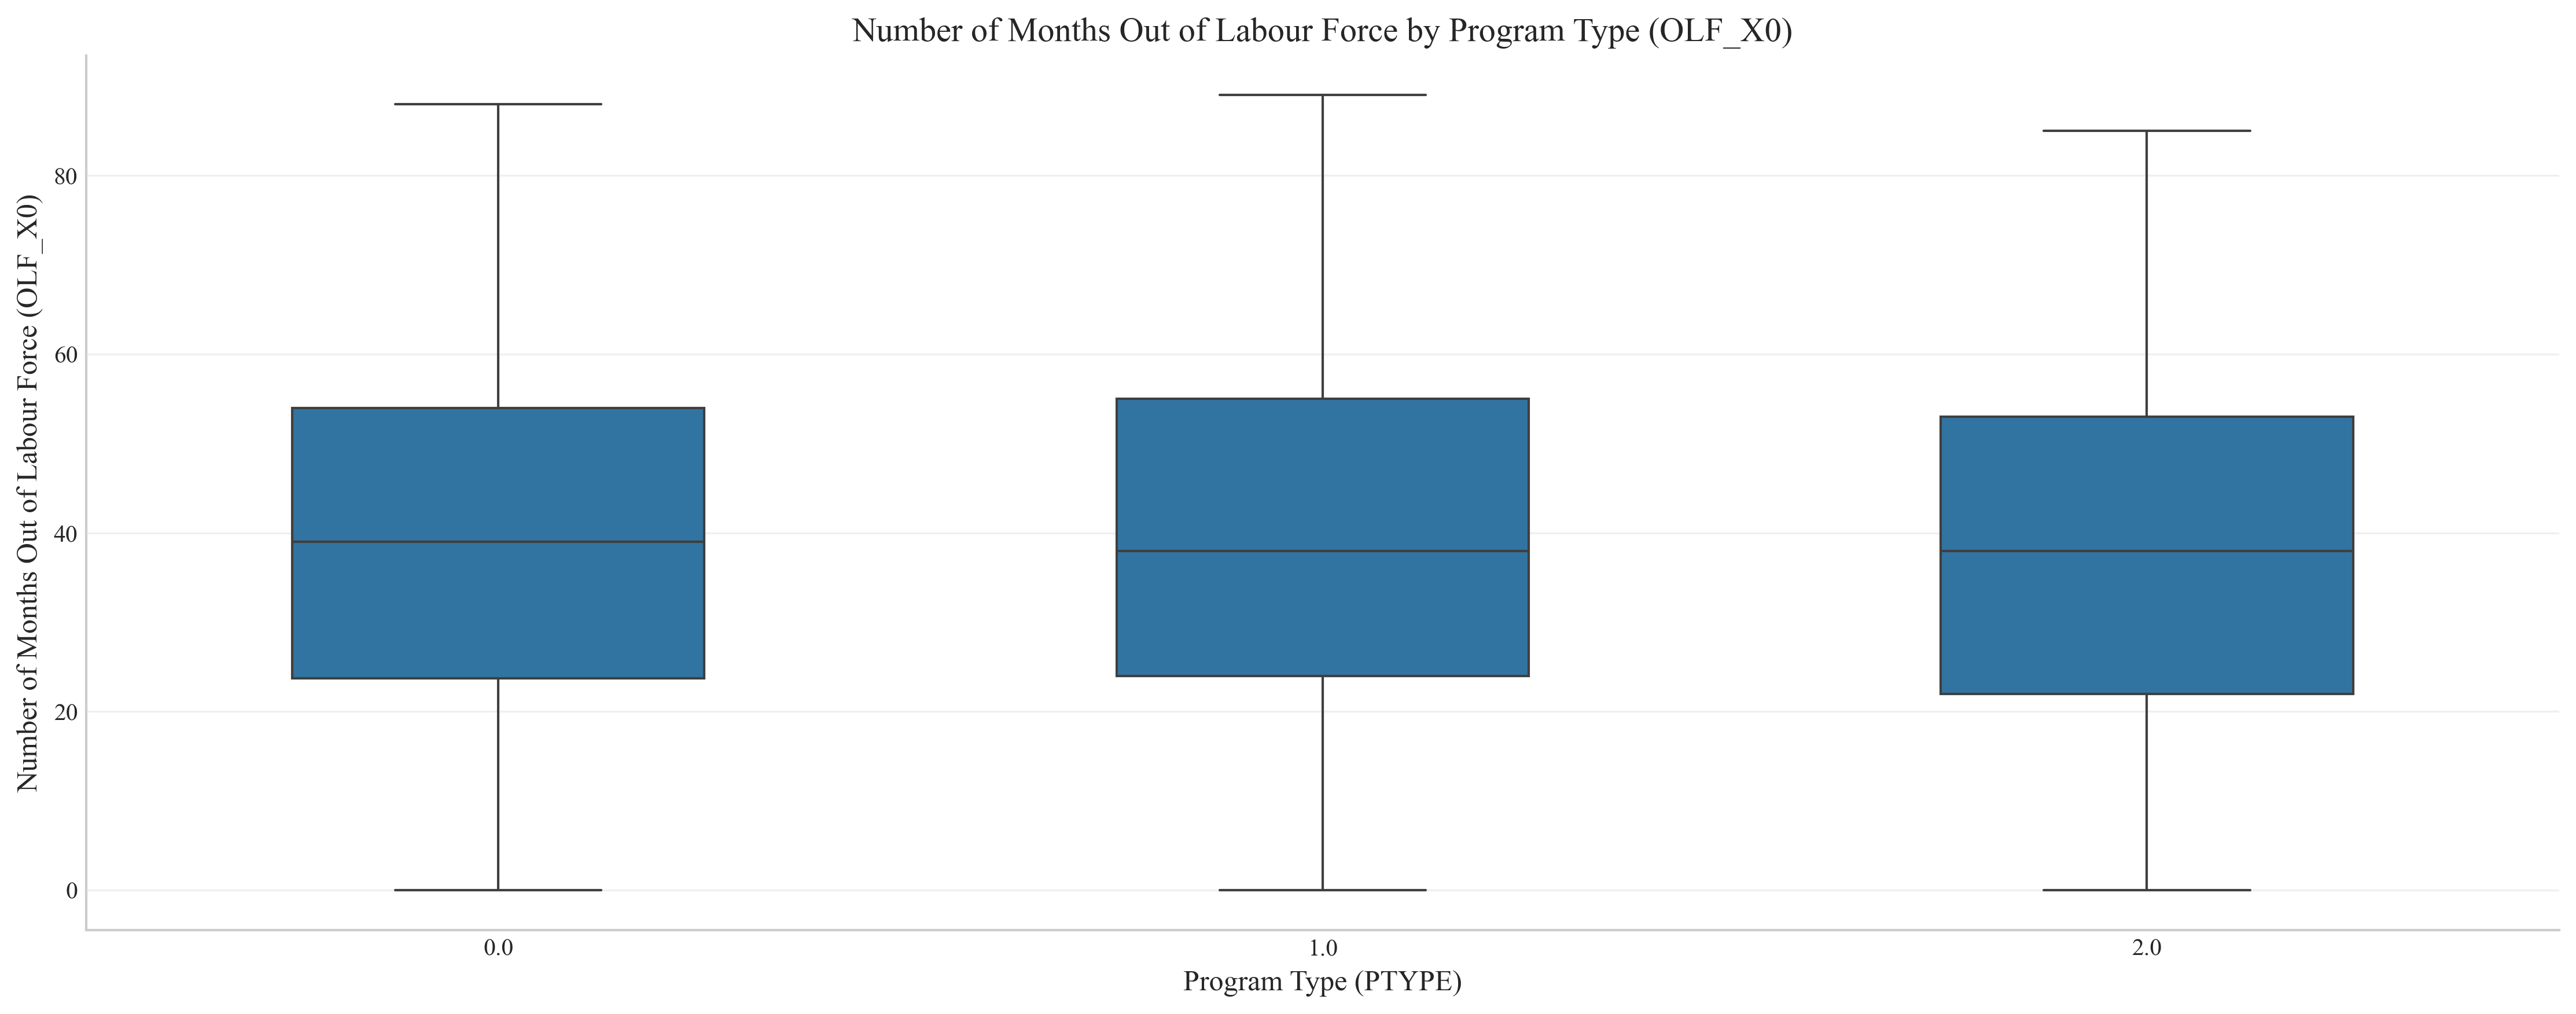 Number of Months Out of Labour Force by Program Type (OLF_X0)
Number of Months Out of Labour Force (OLF_X0)
80
60
40
20
0
0.0
1.0
2.0
Program Type (PTYPE)